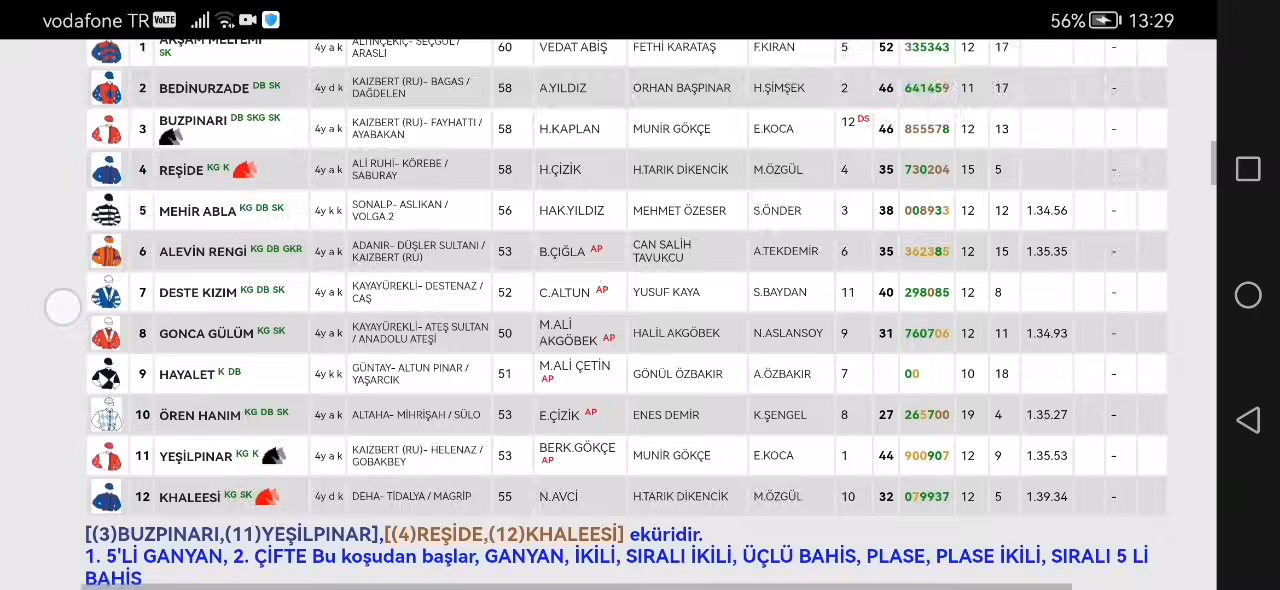 vodafone TR VoLTE 56% 13:29
1 AKŞAM MELTEMİ SK 4y a k ALTINÇEKİÇ- SEÇGÜL / ARASLI 60 VEDAT ABİŞ FETHİ KARATAŞ F.KIRAN 5 52 335343 12 17 -
2 BEDİNURZADE DB SK 4y d k KAIZBERT (RU)- BAGAS / DAĞDELEN 58 A.YILDIZ ORHAN BAŞPINAR H.ŞİMŞEK 2 46 641459 11 17 -
3 BUZPINARI DB SKG SK 4y a k KAIZBERT (RU)- FAYHATTI / AYABAKAN 58 H.KAPLAN MUNİR GÖKÇE E.KOCA 12 DS 46 855578 12 13 -
4 REŞİDE KG K 4y a k ALİ RUHİ- KÖREBE / SABURAY 58 H.ÇİZİK H.TARIK DİKENCİK M.ÖZGÜL 4 35 730204 15 5 -
5 MEHİR ABLA KG DB SK 4y k k SONALP- ASLIKAN / VOLGA.2 56 HAK.YILDIZ MEHMET ÖZESER S.ÖNDER 3 38 008933 12 12 1.34.56 -
6 ALEVİN RENGİ KG DB GKR 4y a k ADANIR- DÜŞLER SULTANI / KAIZBERT (RU) 53 B.ÇIĞLA AP CAN SALİH TAVUKCU A.TEKDEMİR 6 35 362385 12 15 1.35.35 -
7 DESTE KIZIM KG DB SK 4y a k KAYAYÜREKLİ- DESTENAZ / CAŞ 52 C.ALTUN AP YUSUF KAYA S.BAYDAN 11 40 298085 12 8 -
8 GONCA GÜLÜM KG SK 4y a k KAYAYÜREKLİ- ATEŞ SULTAN / ANADOLU ATEŞİ 50 M.ALİ AKGÖBEK AP HALİL AKGÖBEK N.ASLANSOY 9 31 760706 12 11 1.34.93 -
9 HAYALET K DB 4y k k GÜNTAY- ALTUN PINAR / YAŞARCIK 51 M.ALİ ÇETİN AP GÖNÜL ÖZBAKIR A.ÖZBAKIR 7 00 10 18 -
10 ÖREN HANIM KG DB SK 4y a k ALTAHA- MİHRİŞAH / SÜLO 53 E.ÇİZİK AP ENES DEMİR K.ŞENGEL 8 27 265700 19 4 1.35.27 -
11 YEŞİLPINAR KG K 4y a k KAIZBERT (RU)- HELENAZ / GOBAKBEY 53 BERK.GÖKÇE AP MUNİR GÖKÇE E.KOCA 1 44 900907 12 9 1.35.53 -
12 KHALEESİ KG SK 4y d k DEHA- TİDALYA / MAGRİP 55 N.AVCİ H.TARIK DİKENCİK M.ÖZGÜL 10 32 079937 12 5 1.39.34 -
[(3)BUZPINARI,(11)YEŞİLPINAR],[(4)REŞİDE,(12)KHALEESİ] eküridir.
1. 5'Lİ GANYAN, 2. ÇİFTE Bu koşudan başlar, GANYAN, İKİLİ, SIRALI İKİLİ, ÜÇLÜ BAHİS, PLASE, PLASE İKİLİ, SIRALI 5 Lİ
BAHİS